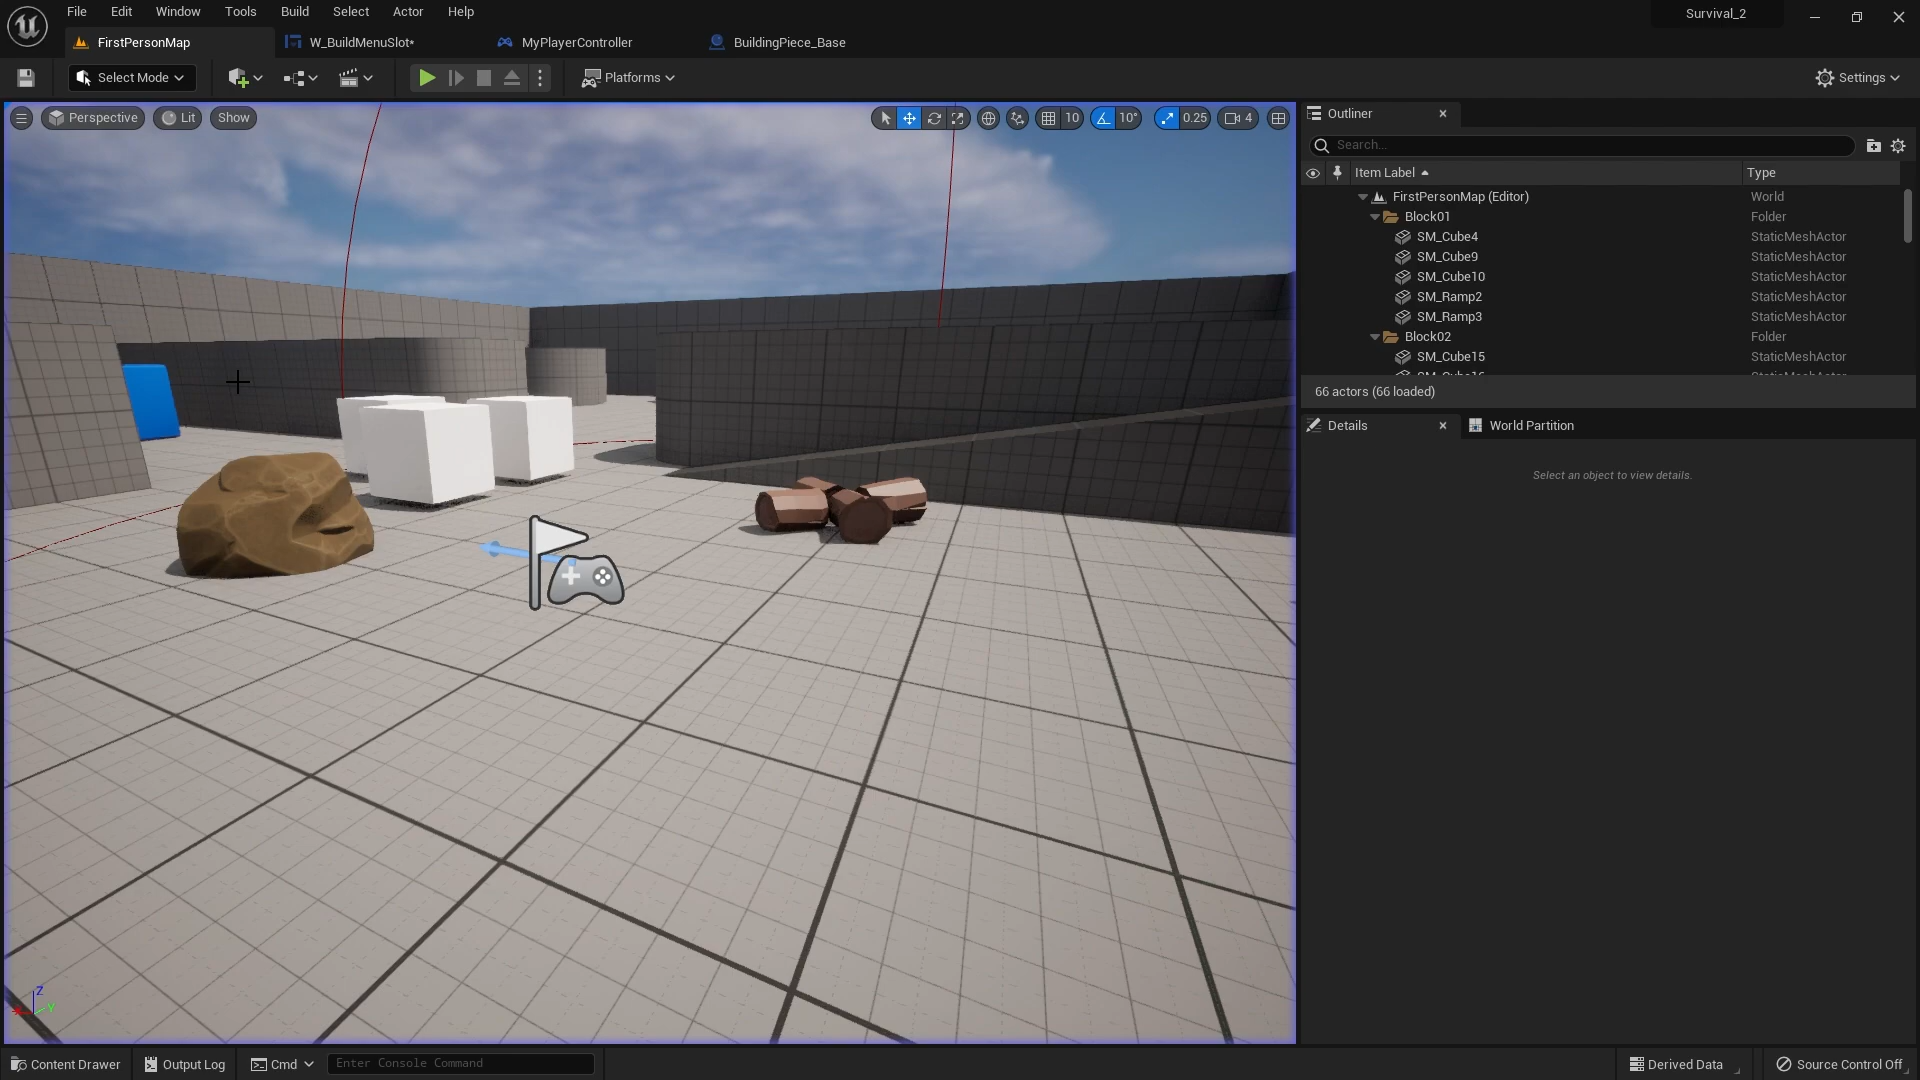 File Edit Window Tools Build Select Actor Help
Survival_2
FirstPersonMap
W_BuildMenuSlot*
MyPlayerController
BuildingPiece_Base
Select Mode
Platforms
Settings
Perspective
Lit
Show
10
10°
0.25
4
Outliner
Search...
Item Label
Type
FirstPersonMap (Editor) World
Block01 Folder
SM_Cube4 StaticMeshActor
SM_Cube9 StaticMeshActor
SM_Cube10 StaticMeshActor
SM_Ramp2 StaticMeshActor
SM_Ramp3 StaticMeshActor
Block02 Folder
SM_Cube15 StaticMeshActor
66 actors (66 loaded)
Details
World Partition
Select an object to view details.
Z
X
Y
Content Drawer
Output Log
Cmd
Enter Console Command
Derived Data
Source Control Off